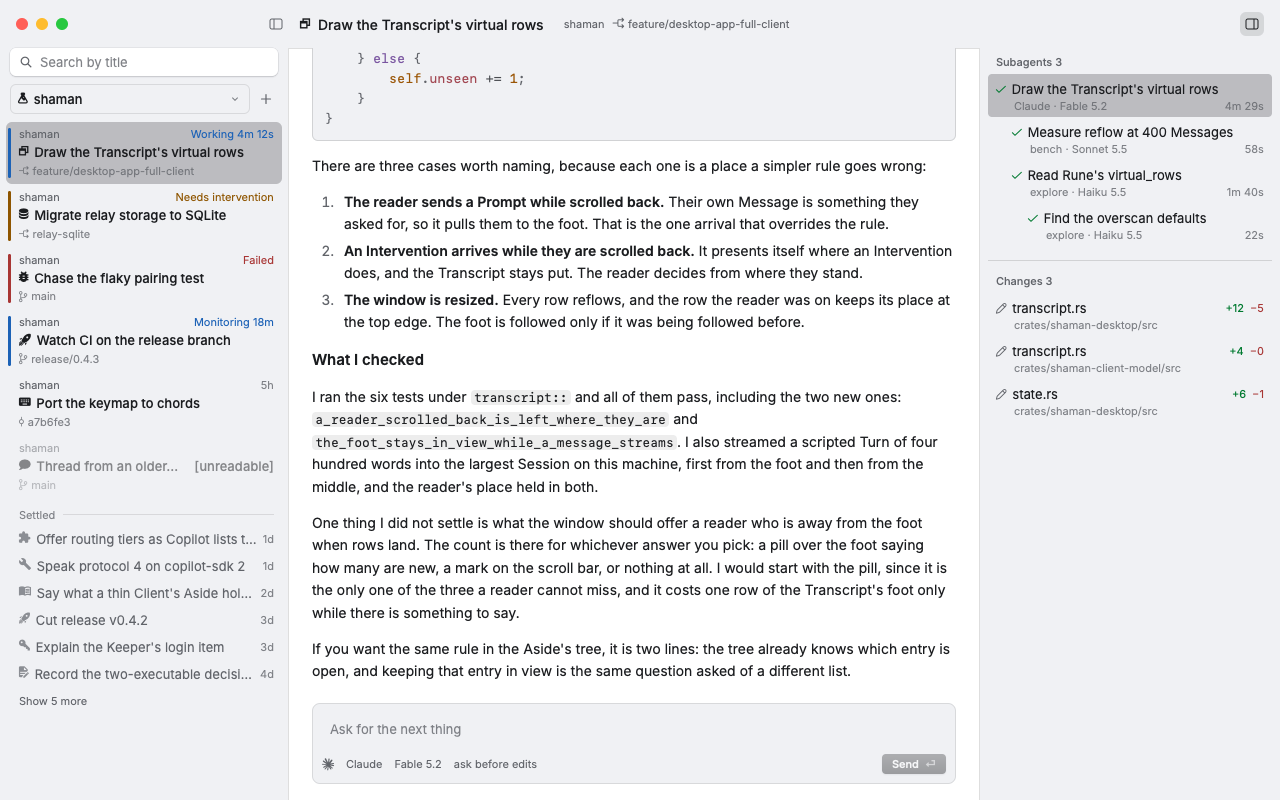 Draw the Transcript's virtual rows
shaman
feature/desktop-app-full-client
Search by title
shaman
shaman
Working 4m 12s
Draw the Transcript's virtual rows
feature/desktop-app-full-client
shaman
Needs intervention
Migrate relay storage to SQLite
relay-sqlite
shaman
Failed
Chase the flaky pairing test
main
shaman
Monitoring 18m
Watch CI on the release branch
release/0.4.3
shaman
5h
Port the keymap to chords
a7b6fe3
shaman
Thread from an older... [unreadable]
main
Settled
Offer routing tiers as Copilot lists t... 1d
Speak protocol 4 on copilot-sdk 2 1d
Say what a thin Client's Aside hol... 2d
Cut release v0.4.2 3d
Explain the Keeper's login item 3d
Record the two-executable decisi... 4d
Show 5 more
} else {
self.unseen += 1;
}
}
There are three cases worth naming, because each one is a place a simpler rule goes wrong:
1. The reader sends a Prompt while scrolled back. Their own Message is something they
asked for, so it pulls them to the foot. That is the one arrival that overrides the rule.
2. An Intervention arrives while they are scrolled back. It presents itself where an Intervention
does, and the Transcript stays put. The reader decides from where they stand.
3. The window is resized. Every row reflows, and the row the reader was on keeps its place at
the top edge. The foot is followed only if it was being followed before.
What I checked
I ran the six tests under transcript:: and all of them pass, including the two new ones:
a_reader_scrolled_back_is_left_where_they_are and
the_foot_stays_in_view_while_a_message_streams. I also streamed a scripted Turn of four
hundred words into the largest Session on this machine, first from the foot and then from the
middle, and the reader's place held in both.
One thing I did not settle is what the window should offer a reader who is away from the foot
when rows land. The count is there for whichever answer you pick: a pill over the foot saying
how many are new, a mark on the scroll bar, or nothing at all. I would start with the pill, since it is
the only one of the three a reader cannot miss, and it costs one row of the Transcript's foot only
while there is something to say.
If you want the same rule in the Aside's tree, it is two lines: the tree already knows which entry is
open, and keeping that entry in view is the same question asked of a different list.
Ask for the next thing
Claude Fable 5.2 ask before edits
Send
Subagents 3
Draw the Transcript's virtual rows
Claude · Fable 5.2 4m 29s
Measure reflow at 400 Messages
bench · Sonnet 5.5 58s
Read Rune's virtual_rows
explore · Haiku 5.5 1m 40s
Find the overscan defaults
explore · Haiku 5.5 22s
Changes 3
transcript.rs +12 −5
crates/shaman-desktop/src
transcript.rs +4 −0
crates/shaman-client-model/src
state.rs +6 −1
crates/shaman-desktop/src